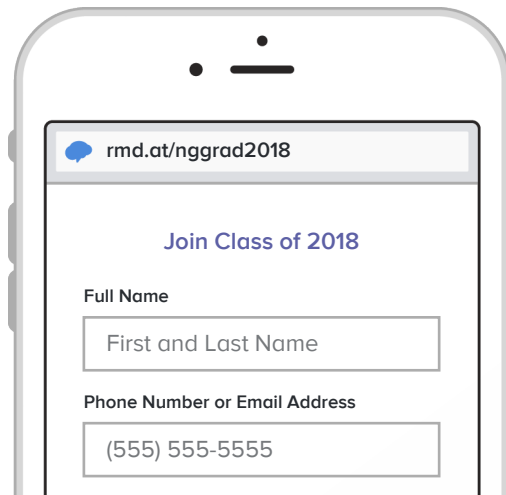 rmd.at/nggrad2018
Join Class of 2018
Full Name
First and Last Name
Phone Number or Email Address
(555) 555-5555